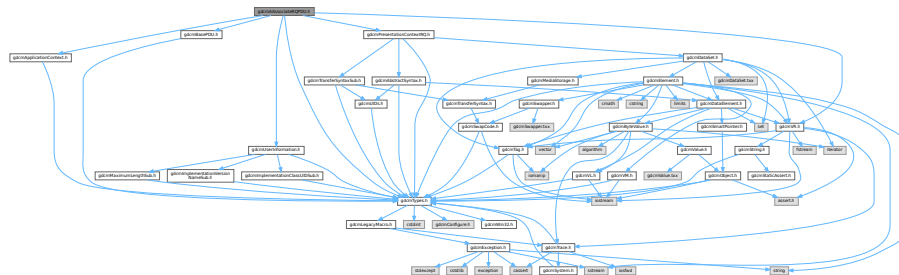 gdcmAAssociateRQPDU.h
gdcmBasePDU.h
gdcmPresentationContextRQ.h
gdcmApplicationContext.h
gdcmDataSet.h
gdcmTransferSyntaxSub.h
gdcmAbstractSyntax.h
gdcmMediaStorage.h
gdcmElement.h
gdcmDataSet.txx
gdcmUIDs.h
gdcmTransferSyntax.h
gdcmSwapper.h
cmath
cstring
limits
gdcmDataElement.h
gdcmSwapCode.h
gdcmSwapper.txx
gdcmByteValue.h
gdcmSmartPointer.h
set
gdcmVR.h
gdcmUserInformation.h
gdcmTag.h
vector
algorithm
gdcmValue.h
gdcmString.h
fstream
iterator
gdcmMaximumLengthSub.h
gdcmImplementationVersion
NameSub.h
gdcmImplementationClassUIDSub.h
iomanip
gdcmVL.h
gdcmVM.h
gdcmValue.txx
gdcmObject.h
gdcmStaticAssert.h
gdcmTypes.h
iostream
assert.h
gdcmLegacyMacro.h
cstdint
gdcmConfigure.h
gdcmWin32.h
gdcmException.h
gdcmTrace.h
stdexcept
cstdlib
exception
cassert
gdcmSystem.h
sstream
iosfwd
string